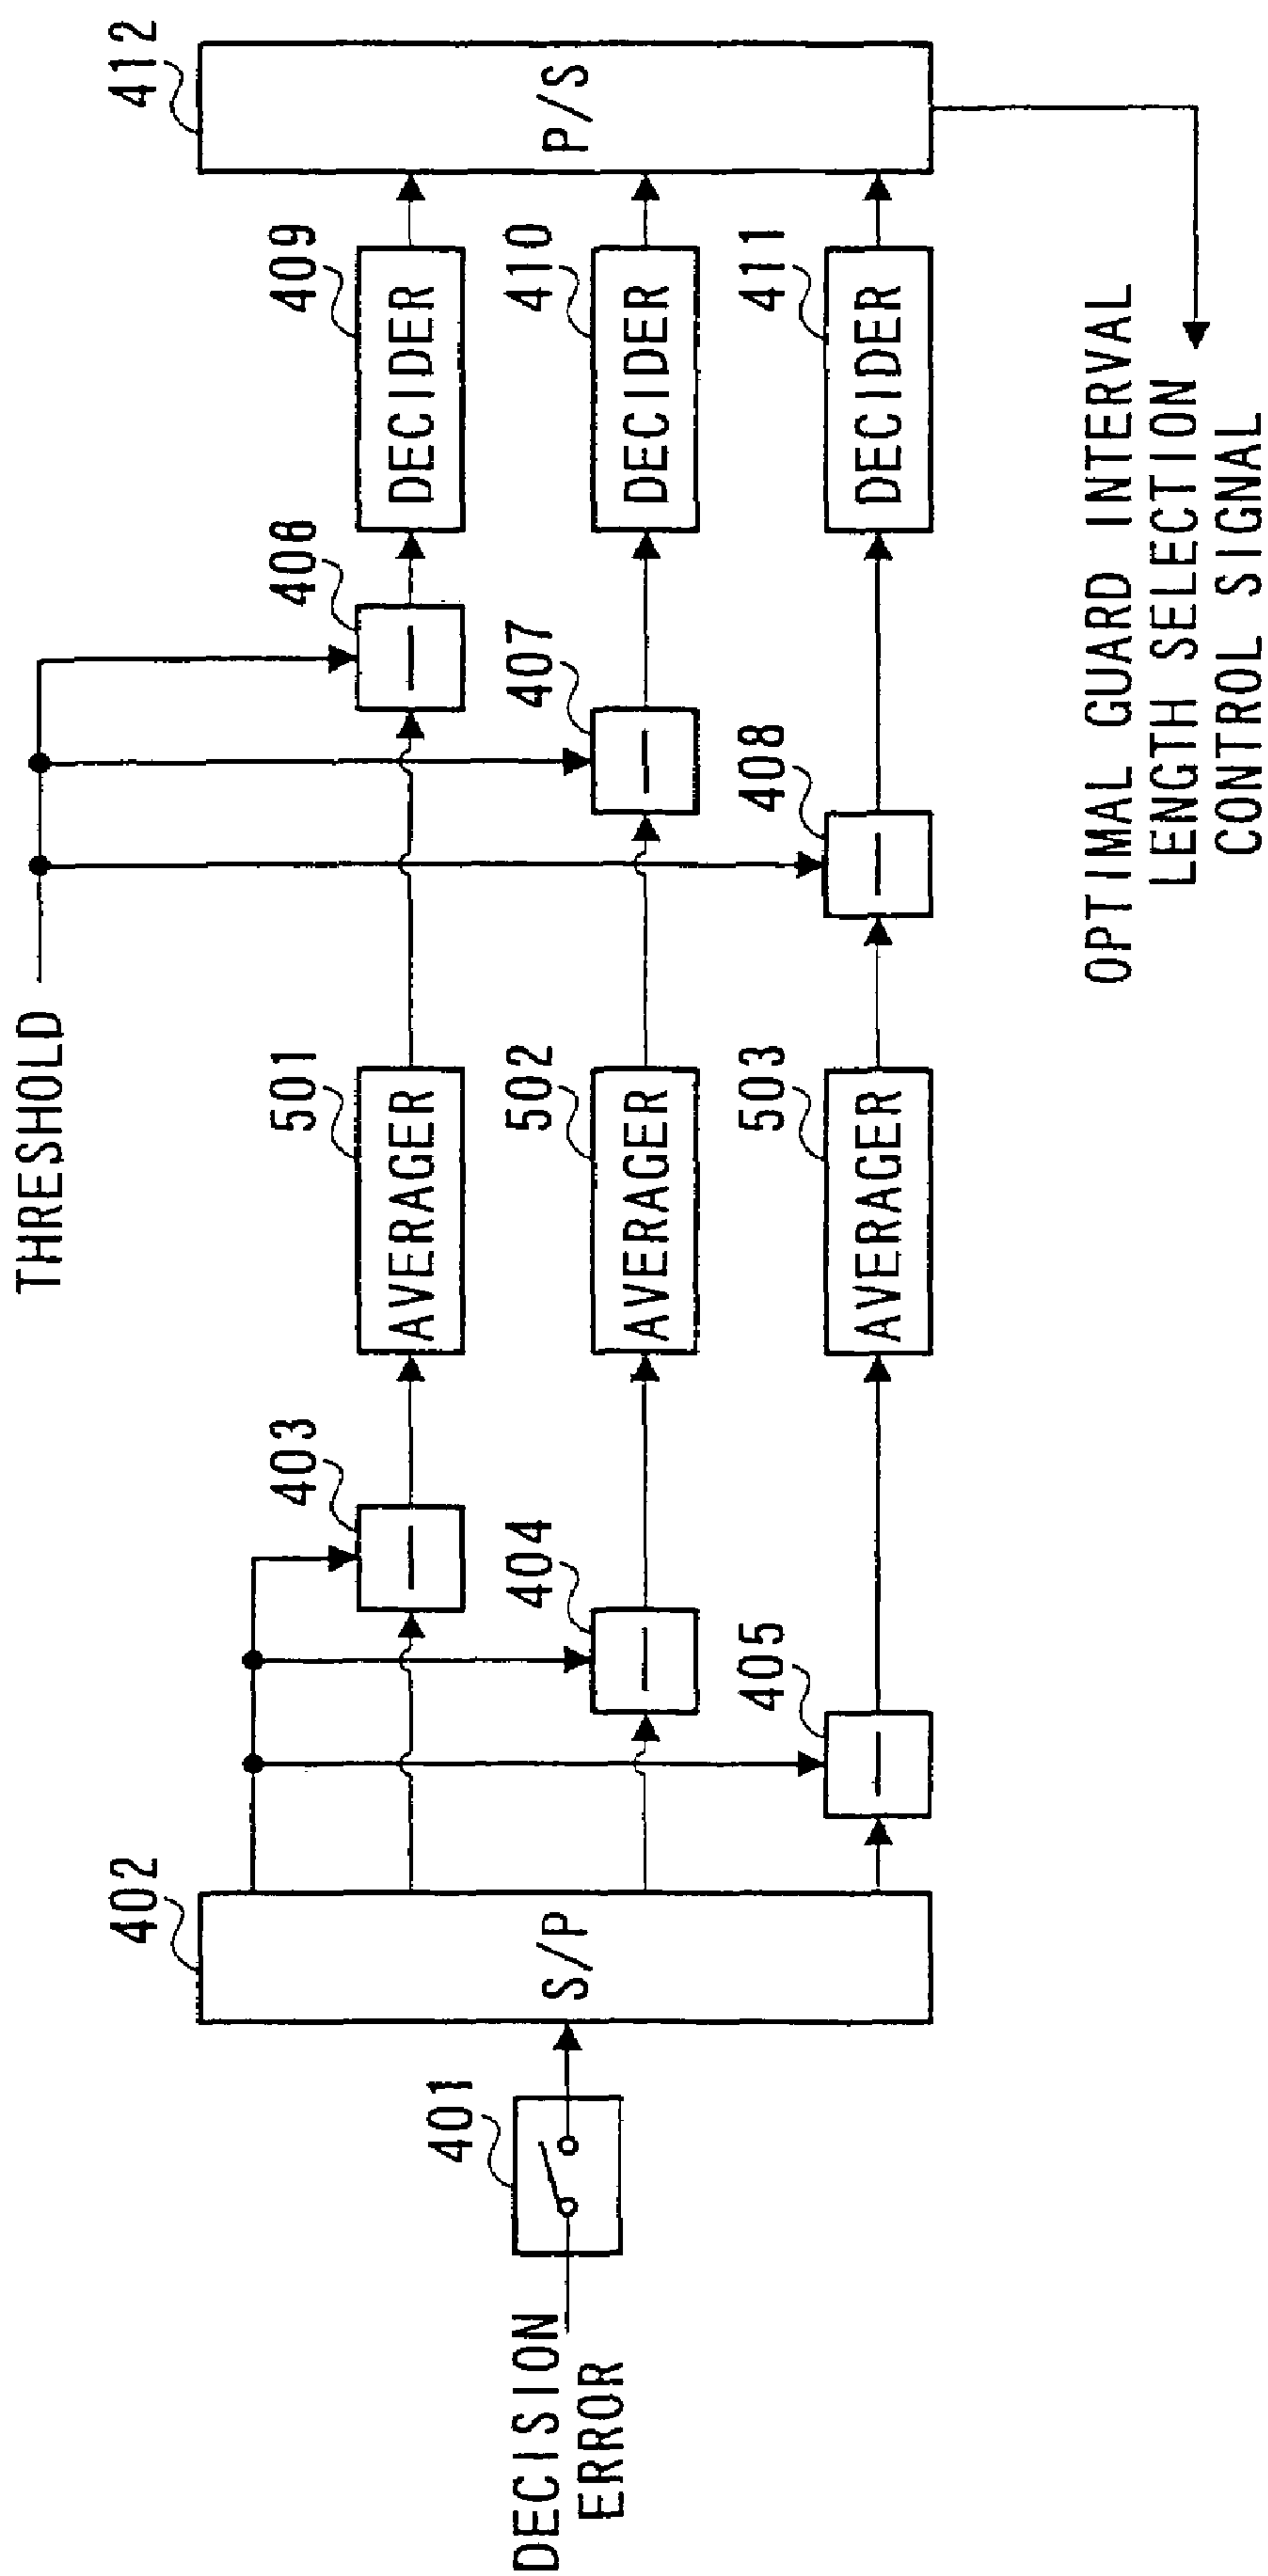 THRESHOLD
402
403
501
406
409
412
404
502
407
410
405
503
408
411
401
S/P
P/S
AVERAGER
DECIDER
AVERAGER
DECIDER
AVERAGER
DECIDER
DECISION
ERROR
OPTIMAL GUARD INTERVAL
LENGTH SELECTION
CONTROL SIGNAL